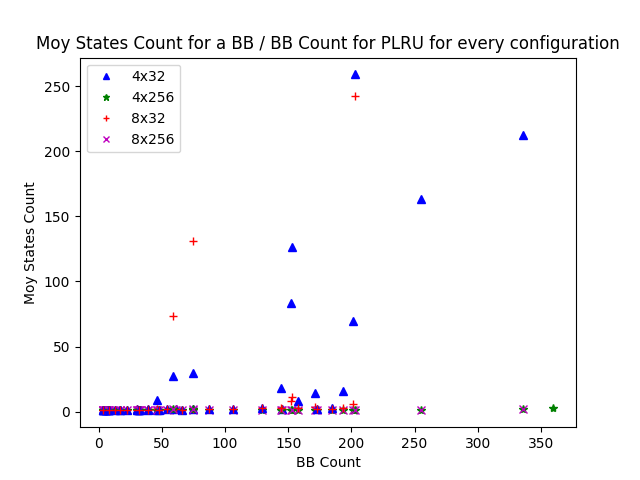 Moy States Count for a BB / BB Count for PLRU for every configuration
4x32
4x256
8x32
8x256
250
200
150
100
50
0
Moy States Count
0 50 100 150 200 250 300 350
BB Count